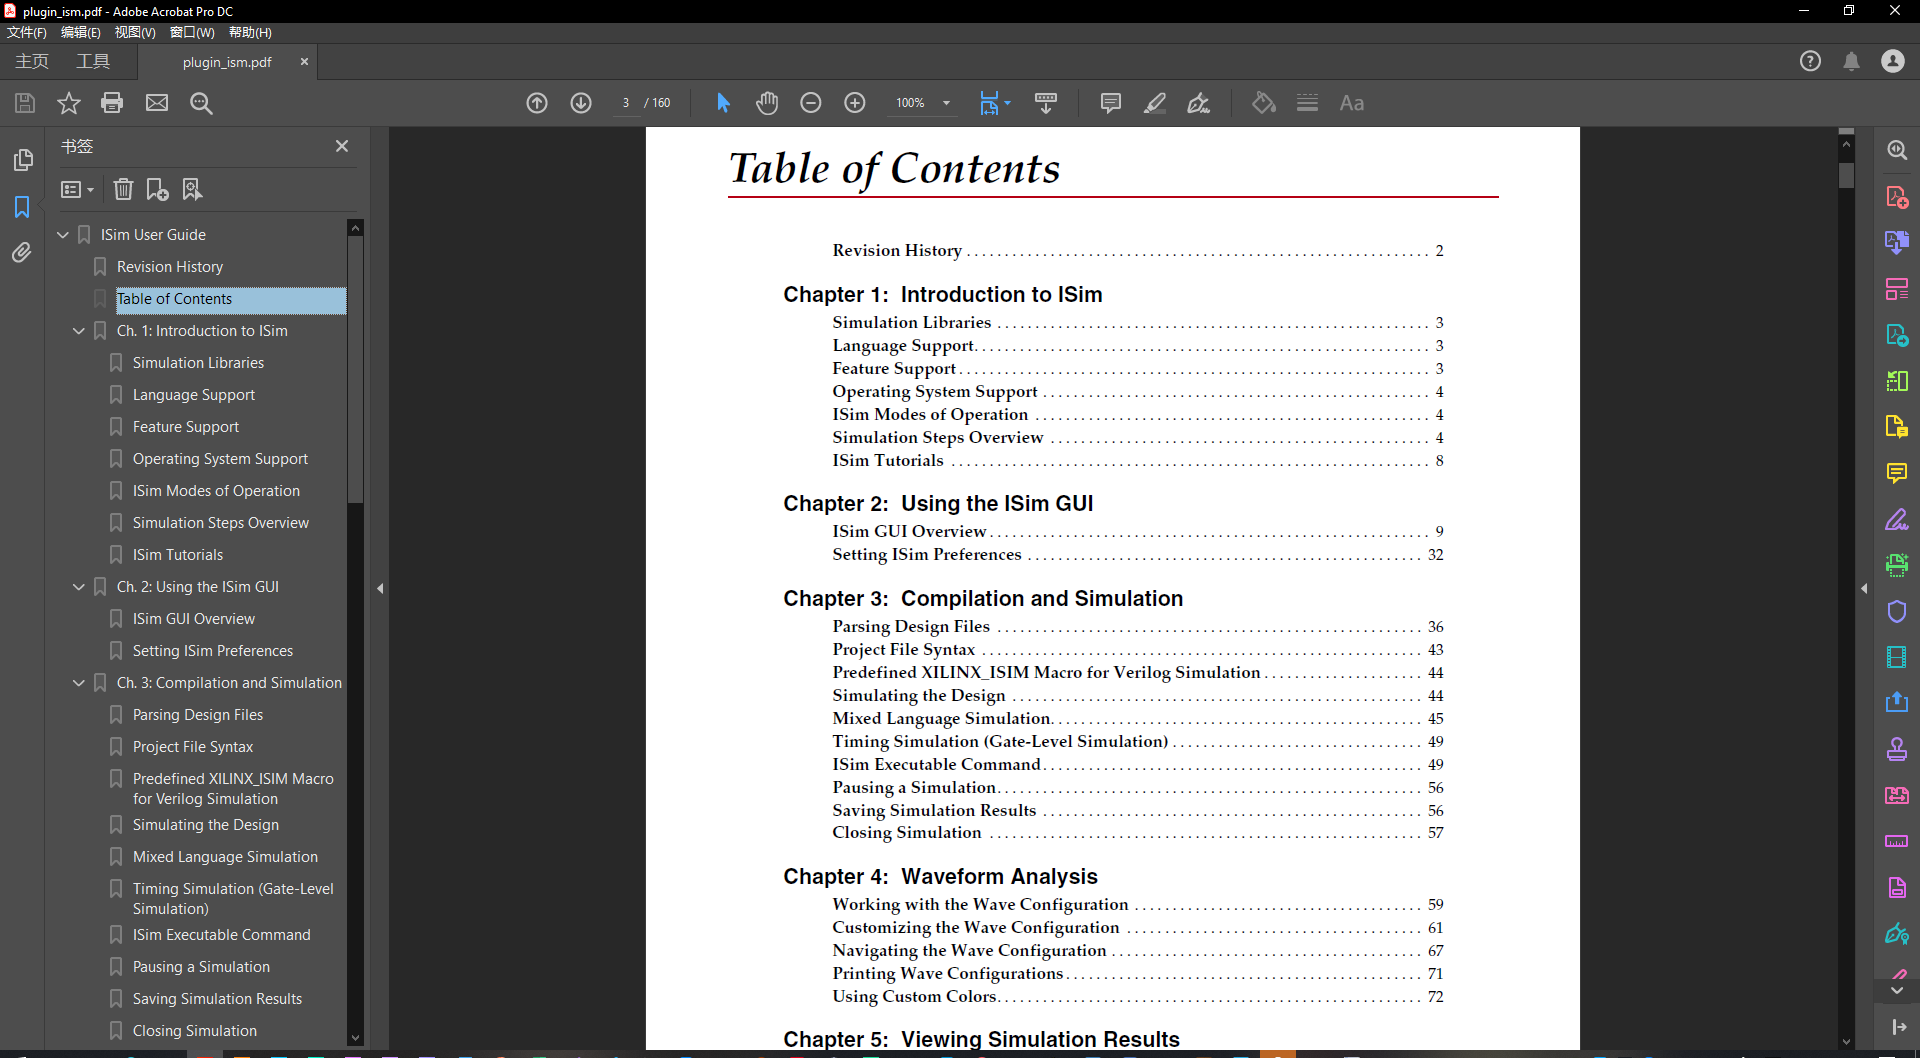 plugin_ism.pdf - Adobe Acrobat Pro DC
文件(F) 编辑(E) 视图(V) 窗口(W) 帮助(H)
主页 工具 plugin_ism.pdf
3 / 160 100% Aa
书签
ISim User Guide
Revision History
Table of Contents
Ch. 1: Introduction to ISim
Simulation Libraries
Language Support
Feature Support
Operating System Support
ISim Modes of Operation
Simulation Steps Overview
ISim Tutorials
Ch. 2: Using the ISim GUI
ISim GUI Overview
Setting ISim Preferences
Ch. 3: Compilation and Simulation
Parsing Design Files
Project File Syntax
Predefined XILINX_ISIM Macro
for Verilog Simulation
Simulating the Design
Mixed Language Simulation
Timing Simulation (Gate-Level
Simulation)
ISim Executable Command
Pausing a Simulation
Saving Simulation Results
Closing Simulation
Table of Contents
Revision History 2
Chapter 1: Introduction to ISim
Simulation Libraries 3
Language Support 3
Feature Support 3
Operating System Support 4
ISim Modes of Operation 4
Simulation Steps Overview 4
ISim Tutorials 8
Chapter 2: Using the ISim GUI
ISim GUI Overview 9
Setting ISim Preferences 32
Chapter 3: Compilation and Simulation
Parsing Design Files 36
Project File Syntax 43
Predefined XILINX_ISIM Macro for Verilog Simulation 44
Simulating the Design 44
Mixed Language Simulation 45
Timing Simulation (Gate-Level Simulation) 49
ISim Executable Command 49
Pausing a Simulation 56
Saving Simulation Results 56
Closing Simulation 57
Chapter 4: Waveform Analysis
Working with the Wave Configuration 59
Customizing the Wave Configuration 61
Navigating the Wave Configuration 67
Printing Wave Configurations 71
Using Custom Colors 72
Chapter 5: Viewing Simulation Results